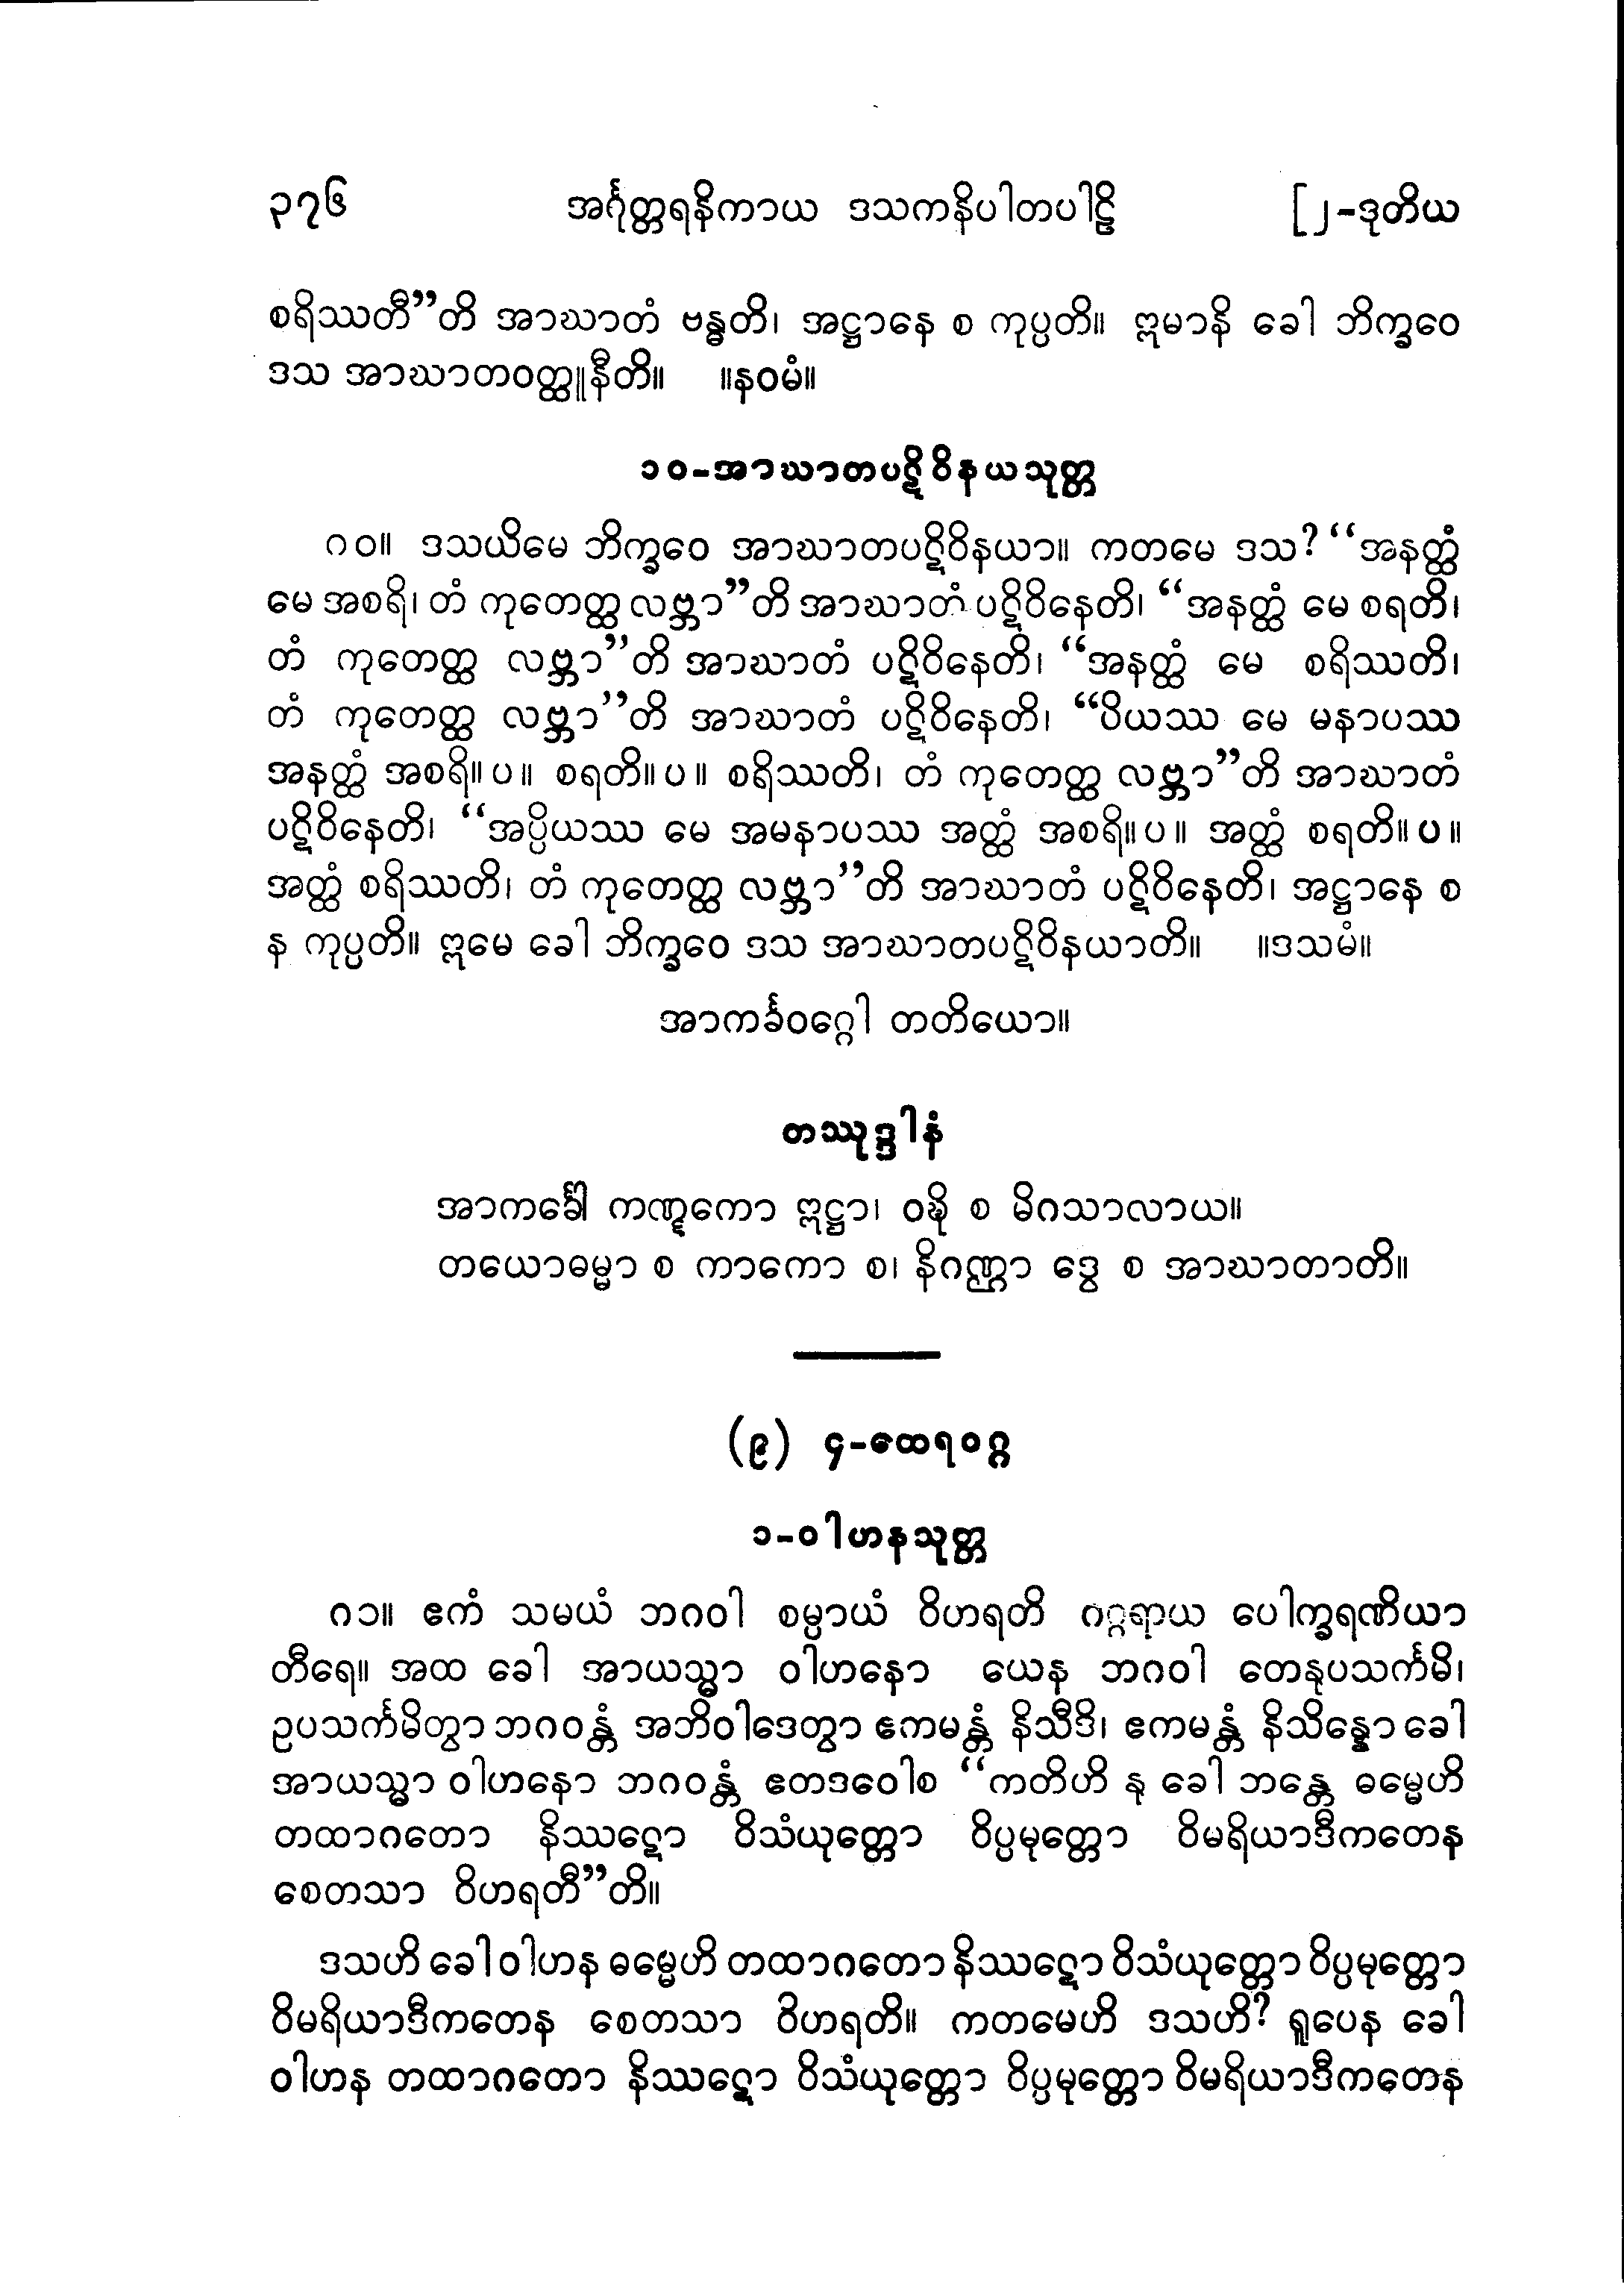 ၃၇၆ အင်္ဂုတ္တရနိကာယ ဒသကနိပါတပါဠိ [၂-ဒုတိယ
စရိဿတီ”တိ အာဃာတံ ဗန္ဓတိ၊ အဋ္ဌာနေ စ ကုပ္ပတိ။ ဣမာနိ ခေါ ဘိက္ခဝေ
ဒသ အာဃာတဝတ္ထူနီတိ။ ။နဝမံ။
၁၀-အာဃာတပဋိဝိနယသုတ္တ
၈၀။ ဒသယိမေ ဘိက္ခဝေ အာဃာတပဋိဝိနယာ။ ကတမေ ဒသ? “အနတ္ထံ
မေ အစရိ၊ တံ ကုတေတ္ထ လဗ္ဘာ”တိ အာဃာတံ ပဋိဝိနေတိ၊ “အနတ္ထံ မေ စရတိ၊
တံ ကုတေတ္ထ လဗ္ဘာ”တိ အာဃာတံ ပဋိဝိနေတိ၊ “အနတ္ထံ မေ စရိဿတိ၊
တံ ကုတေတ္ထ လဗ္ဘာ”တိ အာဃာတံ ပဋိဝိနေတိ၊ “ပိယဿ မေ မနာပဿ
အနတ္ထံ အစရိ။ပ။ စရတိ။ပ။ စရိဿတိ၊ တံ ကုတေတ္ထ လဗ္ဘာ”တိ အာဃာတံ
ပဋိဝိနေတိ၊ “အပ္ပိယဿ မေ အမနာပဿ အတ္ထံ အစရိ။ပ။ အတ္ထံ စရတိ။ပ။
အတ္ထံ စရိဿတိ၊ တံ ကုတေတ္ထ လဗ္ဘာ”တိ အာဃာတံ ပဋိဝိနေတိ၊ အဋ္ဌာနေ စ
န ကုပ္ပတိ။ ဣမေ ခေါ ဘိက္ခဝေ ဒသ အာဃာတပဋိဝိနယာတိ။ ။ဒသမံ။
အာကင်္ခဝဂ္ဂေါ တတိယော။
တဿုဒ္ဒါနံ
အာကင်္ခေါ ကဏ္ဋကော ဣဋ္ဌာ၊ ဝဍ္ဎိ စ မိဂသာလာယ။
တယောဓမ္မာ စ ကာကော စ၊ နိဂဏ္ဌာ ဒွေ စ အာဃာတာတိ။
(၉) ၄-ထေရဝဂ္ဂ
၁-ဝါဟနသုတ္တ
၈၁။ ဧကံ သမယံ ဘဂဝါ စမ္ပာယံ ဝိဟရတိ ဂဂ္ဂရာယ ပေါက္ခရဏိယာ
တီရေ။ အထ ခေါ အာယသ္မာ ဝါဟနော ယေန ဘဂဝါ တေနုပသင်္ကမိ၊
ဥပသင်္ကမိတွာ ဘဂဝန္တံ အဘိဝါဒေတွာ ဧကမန္တံ နိသီဒိ၊ ဧကမန္တံ နိသိန္နော ခေါ
အာယသ္မာ ဝါဟနော ဘဂဝန္တံ ဧတဒဝေါစ “ကတိဟိ နု ခေါ ဘန္တေ ဓမ္မေဟိ
တထာဂတော နိဿဋော ဝိသံယုတ္တော ဝိပ္ပမုတ္တော ဝိမရိယာဒီကတေန
စေတသာ ဝိဟရတီ”တိ။
ဒသဟိ ခေါ ဝါဟန ဓမ္မေဟိ တထာဂတော နိဿဋော ဝိသံယုတ္တော ဝိပ္ပမုတ္တော
ဝိမရိယာဒီကတေန စေတသာ ဝိဟရတိ။ ကတမေဟိ ဒသဟိ? ရူပေန ခေါ
ဝါဟန တထာဂတော နိဿဋော ဝိသံယုတ္တော ဝိပ္ပမုတ္တော ဝိမရိယာဒီကတေန